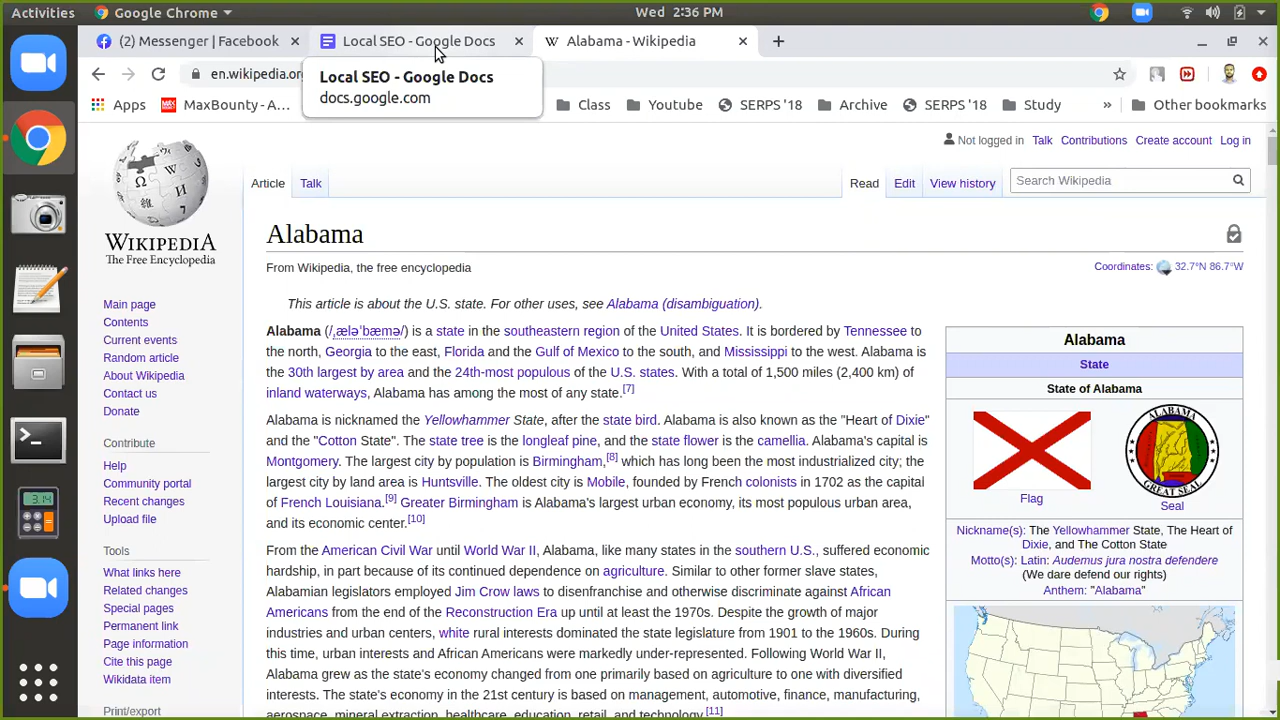 Activities Google Chrome Wed 2:36 PM
(2) Messenger | Facebook Local SEO - Google Docs Alabama - Wikipedia
en.wikipedia.org
Local SEO - Google Docs
docs.google.com
Apps MaxBounty - A... Class Youtube SERPS '18 Archive SERPS '18 Study » Other bookmarks
Not logged in Talk Contributions Create account Log in
Article Talk Read Edit View history Search Wikipedia
WIKIPEDIA
The Free Encyclopedia
Main page
Contents
Current events
Random article
About Wikipedia
Contact us
Donate
Contribute
Help
Community portal
Recent changes
Upload file
Tools
What links here
Related changes
Special pages
Permanent link
Page information
Cite this page
Wikidata item
Print/export
Alabama
From Wikipedia, the free encyclopedia
Coordinates: 32.7°N 86.7°W
This article is about the U.S. state. For other uses, see Alabama (disambiguation).
Alabama (/ˌæləˈbæmə/) is a state in the southeastern region of the United States. It is bordered by Tennessee to
the north, Georgia to the east, Florida and the Gulf of Mexico to the south, and Mississippi to the west. Alabama is
the 30th largest by area and the 24th-most populous of the U.S. states. With a total of 1,500 miles (2,400 km) of
inland waterways, Alabama has among the most of any state.[7]
Alabama is nicknamed the Yellowhammer State, after the state bird. Alabama is also known as the "Heart of Dixie"
and the "Cotton State". The state tree is the longleaf pine, and the state flower is the camellia. Alabama's capital is
Montgomery. The largest city by population is Birmingham,[8] which has long been the most industrialized city; the
largest city by land area is Huntsville. The oldest city is Mobile, founded by French colonists in 1702 as the capital
of French Louisiana.[9] Greater Birmingham is Alabama's largest urban economy, its most populous urban area,
and its economic center.[10]
From the American Civil War until World War II, Alabama, like many states in the southern U.S., suffered economic
hardship, in part because of its continued dependence on agriculture. Similar to other former slave states,
Alabamian legislators employed Jim Crow laws to disenfranchise and otherwise discriminate against African
Americans from the end of the Reconstruction Era up until at least the 1970s. Despite the growth of major
industries and urban centers, white rural interests dominated the state legislature from 1901 to the 1960s. During
this time, urban interests and African Americans were markedly under-represented. Following World War II,
Alabama grew as the state's economy changed from one primarily based on agriculture to one with diversified
interests. The state's economy in the 21st century is based on management, automotive, finance, manufacturing,
aerospace, mineral extraction, healthcare, education, retail, and technology.[11]
Alabama
State
State of Alabama
ALABAMA
GREAT SEAL
Flag Seal
Nickname(s): The Yellowhammer State, The Heart of
Dixie, and The Cotton State
Motto(s): Latin: Audemus jura nostra defendere
(We dare defend our rights)
Anthem: "Alabama"
3.14